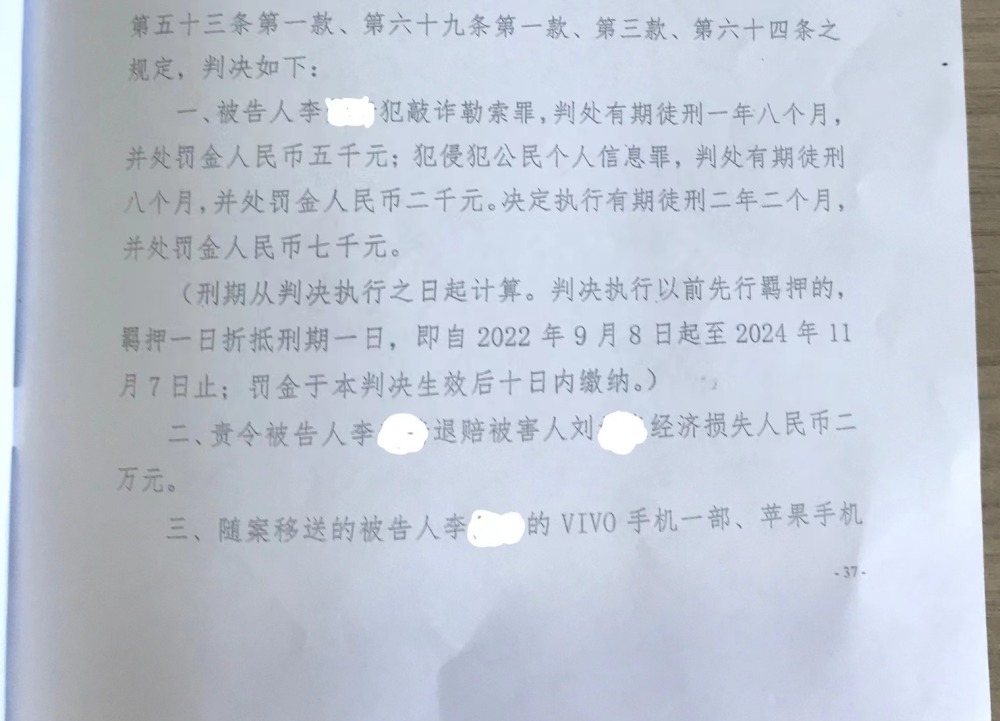 第五十三条第一款、第六十九条第一款、第三款、第六十四条之
规定，判决如下：
一、被告人李 犯敲诈勒索罪，判处有期徒刑一年八个月，
并处罚金人民币五千元；犯侵犯公民个人信息罪，判处有期徒刑
八个月，并处罚金人民币二千元。决定执行有期徒刑二年二个月，
并处罚金人民币七千元。
（刑期从判决执行之日起计算。判决执行以前先行羁押的，
羁押一日折抵刑期一日，即自 2022 年 9 月 8 日起至 2024 年 11
月 7 日止；罚金于本判决生效后十日内缴纳。）
二、责令被告人李 退赔被害人刘 经济损失人民币二
万元。
三、随案移送的被告人李 的 VIVO 手机一部、苹果手机
- 37 -